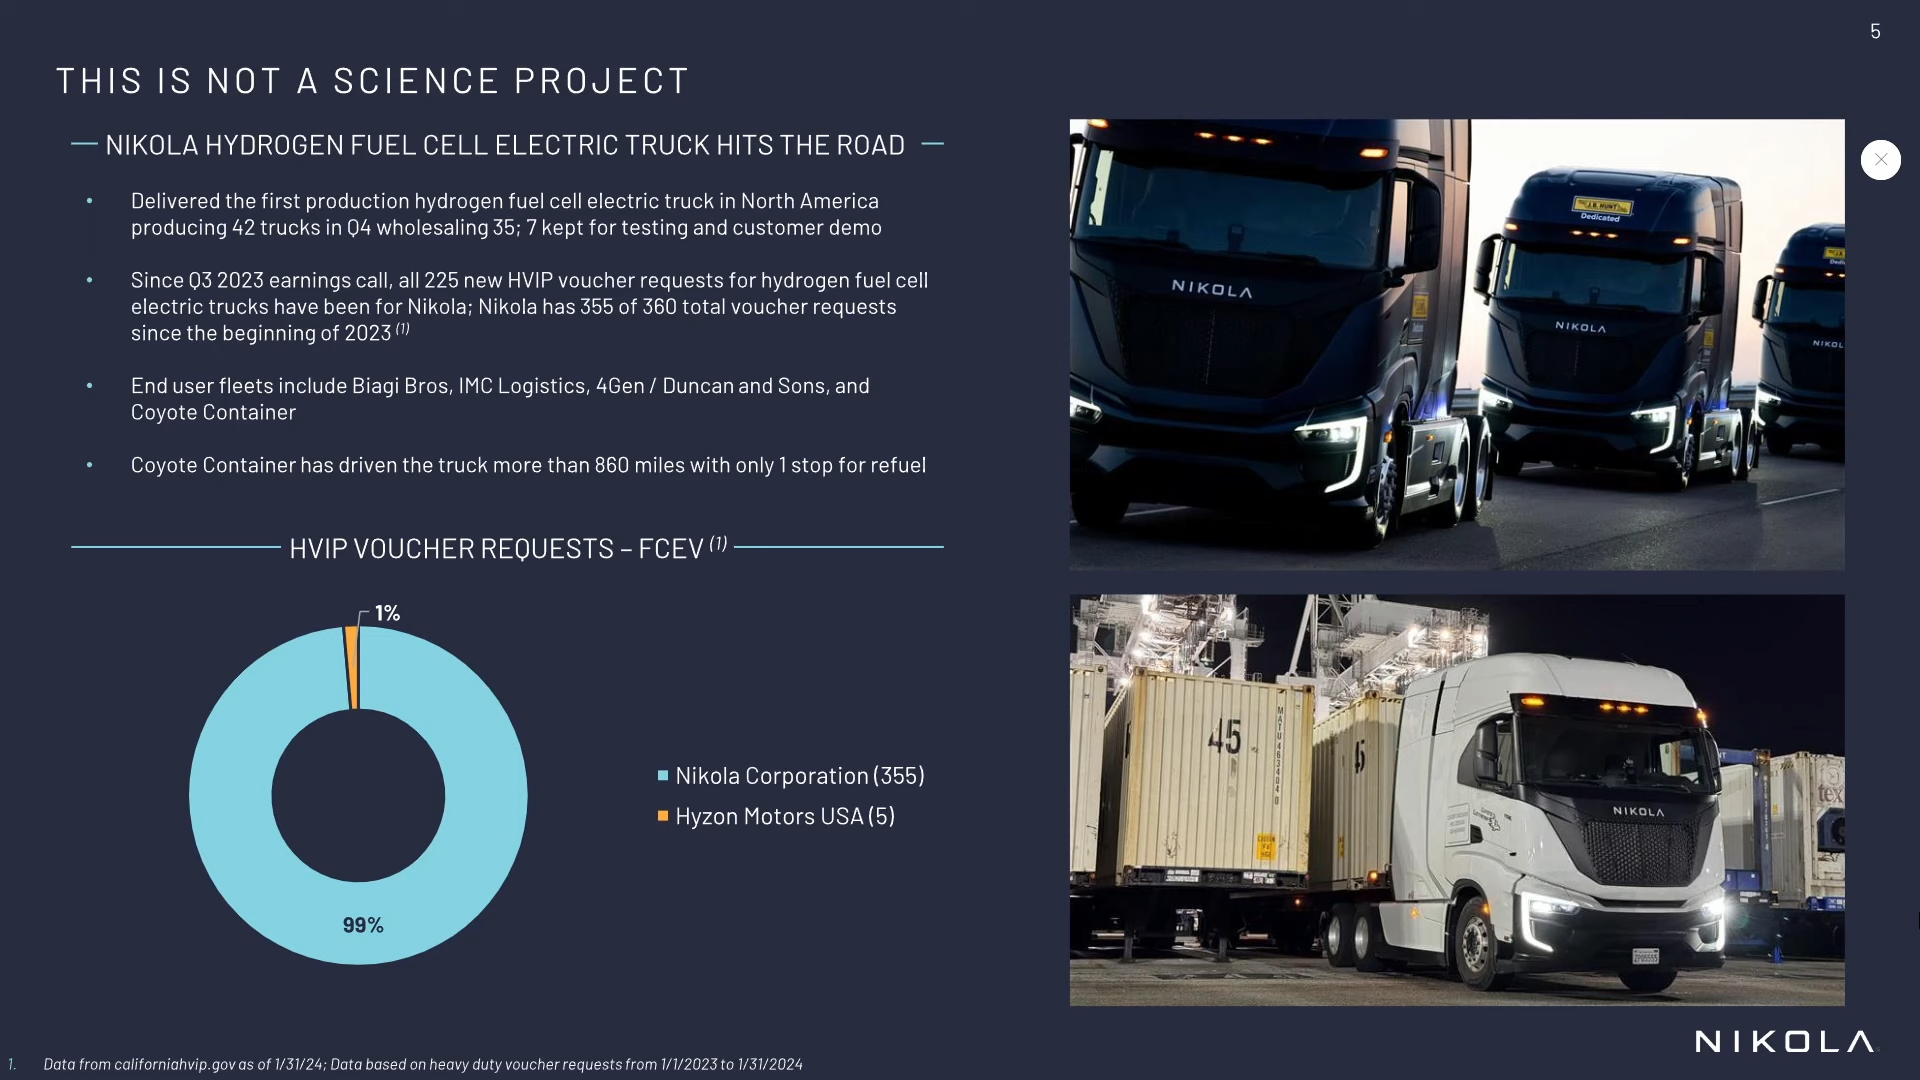 5
THIS IS NOT A SCIENCE PROJECT
NIKOLA HYDROGEN FUEL CELL ELECTRIC TRUCK HITS THE ROAD
• Delivered the first production hydrogen fuel cell electric truck in North America
producing 42 trucks in Q4 wholesaling 35; 7 kept for testing and customer demo
• Since Q3 2023 earnings call, all 225 new HVIP voucher requests for hydrogen fuel cell
electric trucks have been for Nikola; Nikola has 355 of 360 total voucher requests
since the beginning of 2023 (1)
• End user fleets include Biagi Bros, IMC Logistics, 4Gen / Duncan and Sons, and
Coyote Container
• Coyote Container has driven the truck more than 860 miles with only 1 stop for refuel
HVIP VOUCHER REQUESTS – FCEV (1)
1%
99%
Nikola Corporation (355)
Hyzon Motors USA (5)
J.B. HUNT
Dedicated
NIKOLA
NIKOLA
NIKOL
45
45
NIKOLA
NIKOLA
1. Data from californiahvip.gov as of 1/31/24; Data based on heavy duty voucher requests from 1/1/2023 to 1/31/2024